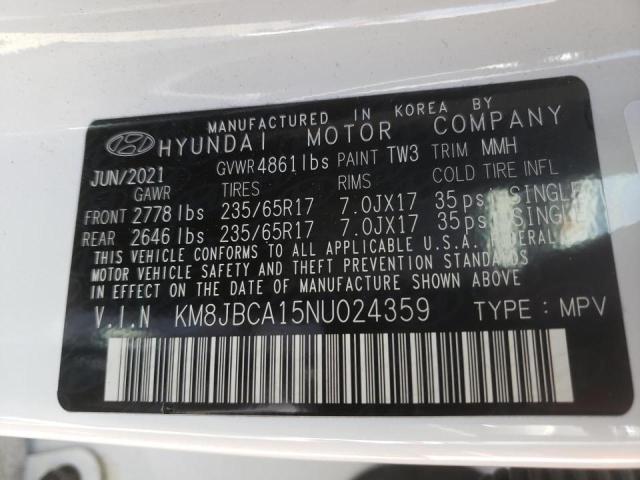 MANUFACTURED IN KOREA BY
HYUNDAI MOTOR COMPANY
JUN/2021 GVWR 4861lbs PAINT TW3 TRIM MMH
GAWR TIRES RIMS COLD TIRE INFL
FRONT 2778 lbs 235/65R17 7.0JX17 35 psi SINGLE
REAR 2646 lbs 235/65R17 7.0JX17 35 psi SINGLE
THIS VEHICLE CONFORMS TO ALL APPLICABLE U.S.A. FEDERAL
MOTOR VEHICLE SAFETY AND THEFT PREVENTION STANDARDS
IN EFFECT ON THE DATE OF MANUFACTURE SHOWN ABOVE
V.I.N KM8JBCA15NU024359 TYPE : MPV